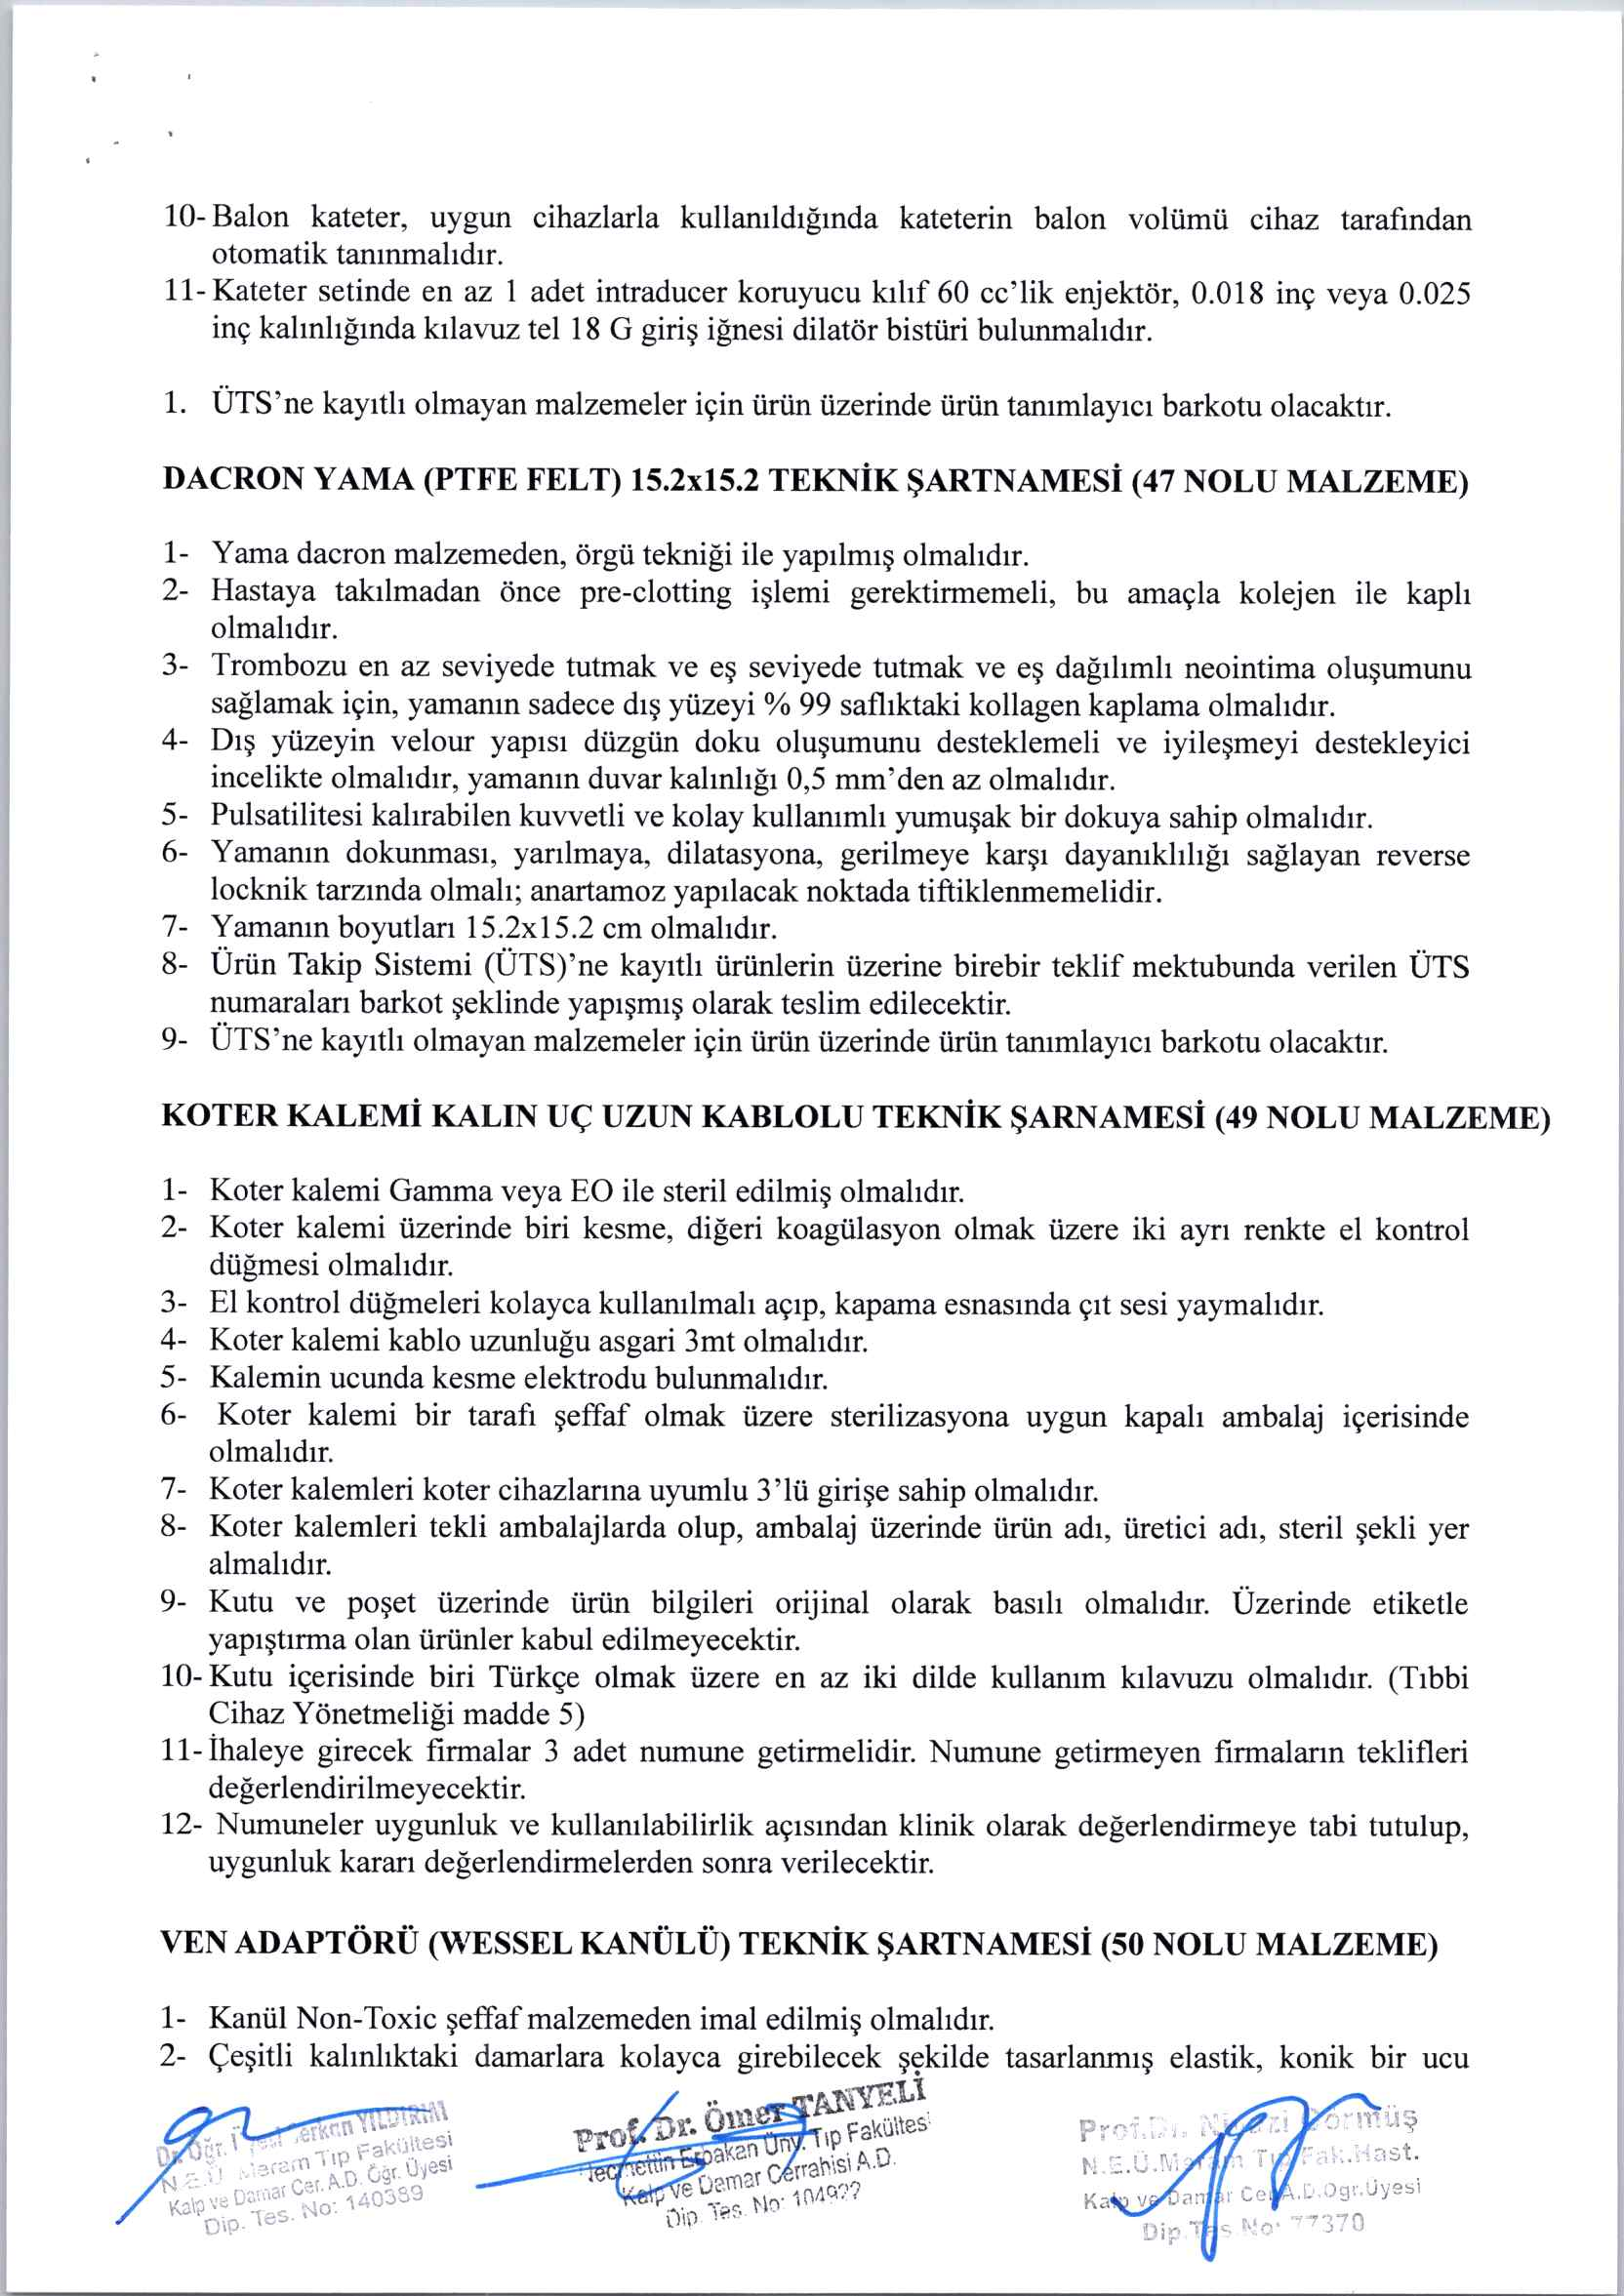 10- Balon kateter, uygun cihazlarla kullanıldığında kateterin balon volümü cihaz tarafından
otomatik tanınmalıdır.
11- Kateter setinde en az 1 adet intraducer koruyucu kılıf 60 cc’lik enjektör, 0.018 inç veya 0.025
inç kalınlığında kılavuz tel 18 G giriş iğnesi dilatör bistüri bulunmalıdır.
1. ÜTS’ne kayıtlı olmayan malzemeler için ürün üzerinde ürün tanımlayıcı barkotu olacaktır.
DACRON YAMA (PTFE FELT) 15.2x15.2 TEKNİK ŞARTNAMESİ (47 NOLU MALZEME)
1- Yama dacron malzemeden, örgü tekniği ile yapılmış olmalıdır.
2- Hastaya takılmadan önce pre-clotting işlemi gerektirmemeli, bu amaçla kolejen ile kaplı
olmalıdır.
3- Trombozu en az seviyede tutmak ve eş seviyede tutmak ve eş dağılımlı neointima oluşumunu
sağlamak için, yamanın sadece dış yüzeyi % 99 saflıktaki kollagen kaplama olmalıdır.
4- Dış yüzeyin velour yapısı düzgün doku oluşumunu desteklemeli ve iyileşmeyi destekleyici
incelikte olmalıdır, yamanın duvar kalınlığı 0,5 mm’den az olmalıdır.
5- Pulsatilitesi kalırabilen kuvvetli ve kolay kullanımlı yumuşak bir dokuya sahip olmalıdır.
6- Yamanın dokunması, yarılmaya, dilatasyona, gerilmeye karşı dayanıklılığı sağlayan reverse
locknik tarzında olmalı; anartamoz yapılacak noktada tiftiklenmemelidir.
7- Yamanın boyutları 15.2x15.2 cm olmalıdır.
8- Ürün Takip Sistemi (ÜTS)’ne kayıtlı ürünlerin üzerine birebir teklif mektubunda verilen ÜTS
numaraları barkot şeklinde yapışmış olarak teslim edilecektir.
9- ÜTS’ne kayıtlı olmayan malzemeler için ürün üzerinde ürün tanımlayıcı barkotu olacaktır.
KOTER KALEMİ KALIN UÇ UZUN KABLOLU TEKNİK ŞARNAMESİ (49 NOLU MALZEME)
1- Koter kalemi Gamma veya EO ile steril edilmiş olmalıdır.
2- Koter kalemi üzerinde biri kesme, diğeri koagülasyon olmak üzere iki ayrı renkte el kontrol
düğmesi olmalıdır.
3- El kontrol düğmeleri kolayca kullanılmalı açıp, kapama esnasında çıt sesi yaymalıdır.
4- Koter kalemi kablo uzunluğu asgari 3mt olmalıdır.
5- Kalemin ucunda kesme elektrodu bulunmalıdır.
6- Koter kalemi bir tarafı şeffaf olmak üzere sterilizasyona uygun kapalı ambalaj içerisinde
olmalıdır.
7- Koter kalemleri koter cihazlarına uyumlu 3’lü girişe sahip olmalıdır.
8- Koter kalemleri tekli ambalajlarda olup, ambalaj üzerinde ürün adı, üretici adı, steril şekli yer
almalıdır.
9- Kutu ve poşet üzerinde ürün bilgileri orijinal olarak basılı olmalıdır. Üzerinde etiketle
yapıştırma olan ürünler kabul edilmeyecektir.
10- Kutu içerisinde biri Türkçe olmak üzere en az iki dilde kullanım kılavuzu olmalıdır. (Tıbbi
Cihaz Yönetmeliği madde 5)
11- İhaleye girecek firmalar 3 adet numune getirmelidir. Numune getirmeyen firmaların teklifleri
değerlendirilmeyecektir.
12- Numuneler uygunluk ve kullanılabilirlik açısından klinik olarak değerlendirmeye tabi tutulup,
uygunluk kararı değerlendirmelerden sonra verilecektir.
VEN ADAPTÖRÜ (WESSEL KANÜLÜ) TEKNİK ŞARTNAMESİ (50 NOLU MALZEME)
1- Kanül Non-Toxic şeffaf malzemeden imal edilmiş olmalıdır.
2- Çeşitli kalınlıktaki damarlara kolayca girebilecek şekilde tasarlanmış elastik, konik bir ucu
YILDIRIM
N.E.Ü. Meram Tıp Fakültesi
Kalp ve Damar Cer. A.D. Öğr. Üyesi
Dip. Tes. No: 140389
Prof. Dr. Ömer TANYELİ
Necmettin Erbakan Ünv. Tıp Fakültesi
Kalp ve Damar Cerrahisi A.D.
Dip. Tes. No:
Prof.Dr. Niyazi Görmüş
N.E.Ü.Meram Tıp Fak.Hast.
Kalp ve Damar Cer.A.D.Ogr.Uyesi
Dip.Tes.No: 77370